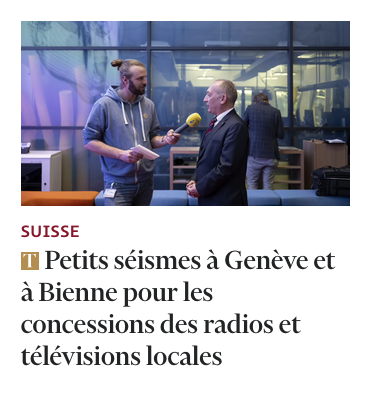 SUISSE
T Petits séismes à Genève et
à Bienne pour les
concessions des radios et
télévisions locales